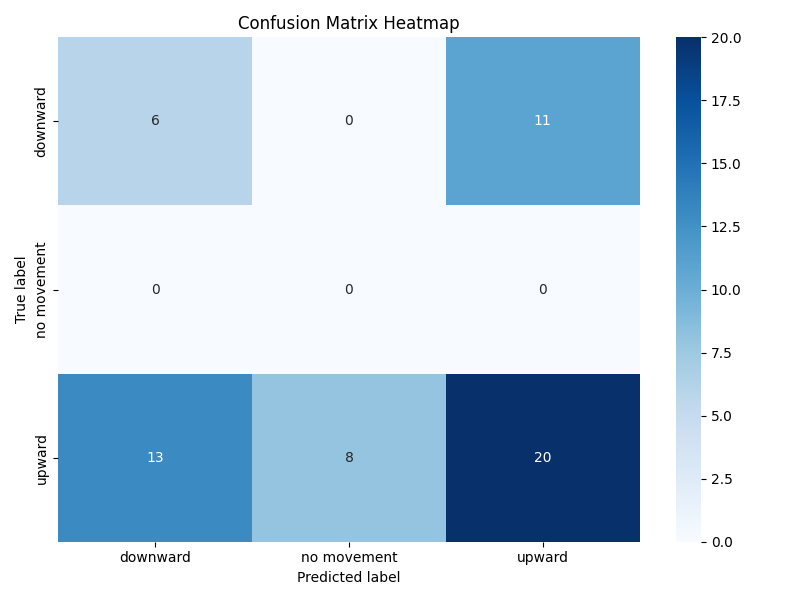 Confusion Matrix Heatmap
True label
downward
no movement
upward
6 0 11
0 0 0
13 8 20
downward no movement upward
Predicted label
20.0
17.5
15.0
12.5
10.0
7.5
5.0
2.5
0.0